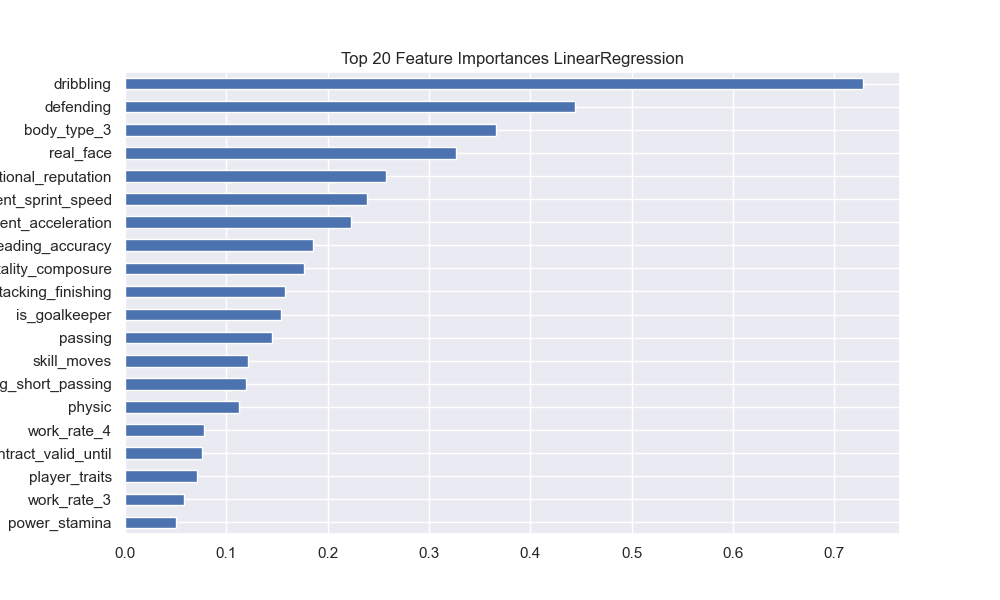 Top 20 Feature Importances LinearRegression
dribbling
defending
body_type_3
real_face
tional_reputation
ent_sprint_speed
ent_acceleration
eading_accuracy
tality_composure
tacking_finishing
is_goalkeeper
passing
skill_moves
g_short_passing
physic
work_rate_4
ntract_valid_until
player_traits
work_rate_3
power_stamina
0.0 0.1 0.2 0.3 0.4 0.5 0.6 0.7